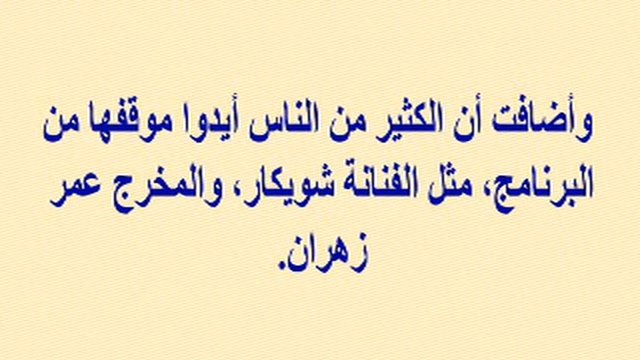 وأضافت أن الكثير من الناس أيدوا موقفها من
البرنامج، مثل الفنانة شويكار، والمخرج عمر
زهران.